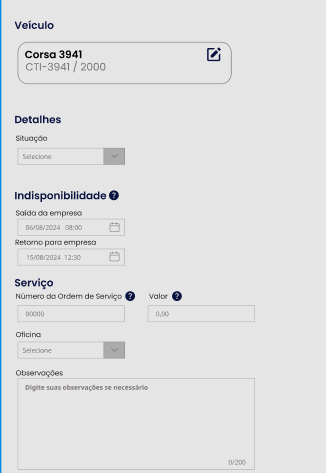 Veículo
Corsa 3941
CTI-3941 / 2000
Detalhes
Situação
Selecione
Indisponibilidade ?
Saída da empresa
06/08/2024 08:00
Retorno para empresa
15/08/2024 12:30
Serviço
Número da Ordem de Serviço ? Valor ?
00000 0,00
Oficina
Selecione
Observações
Digite suas observações se necessário
0/200